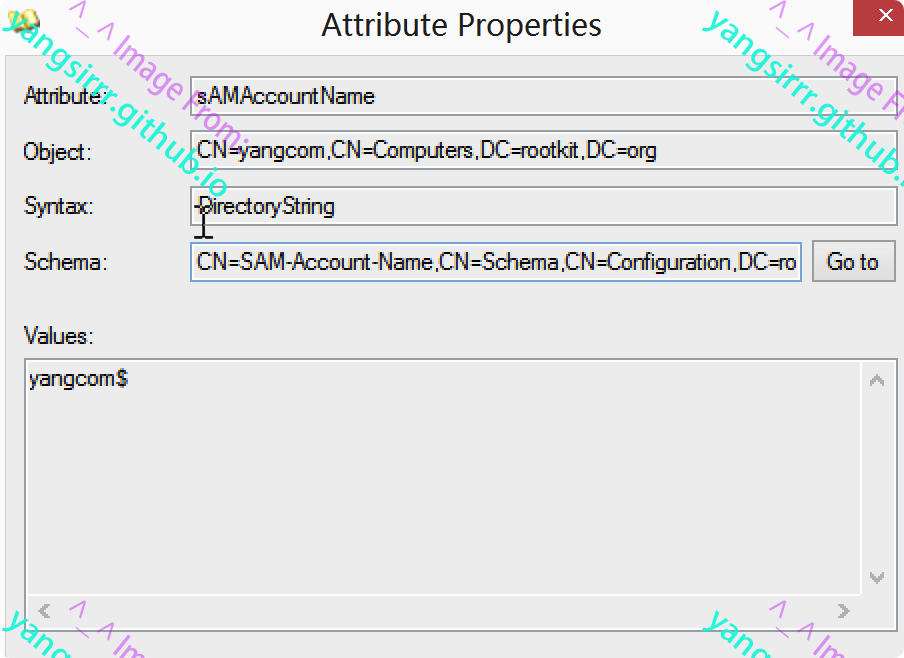 Attribute Properties
Attribute: sAMAccountName
Object: CN=yangcom,CN=Computers,DC=rootkit,DC=org
Syntax: DirectoryString
Schema: CN=SAM-Account-Name,CN=Schema,CN=Configuration,DC=ro Go to
Values:
yangcom$
^_^ Image From:
yangsirrr.github.io
^_^ Image F
yangsirrr.github.io
^_^ Im
yang
^_^ Im
yang